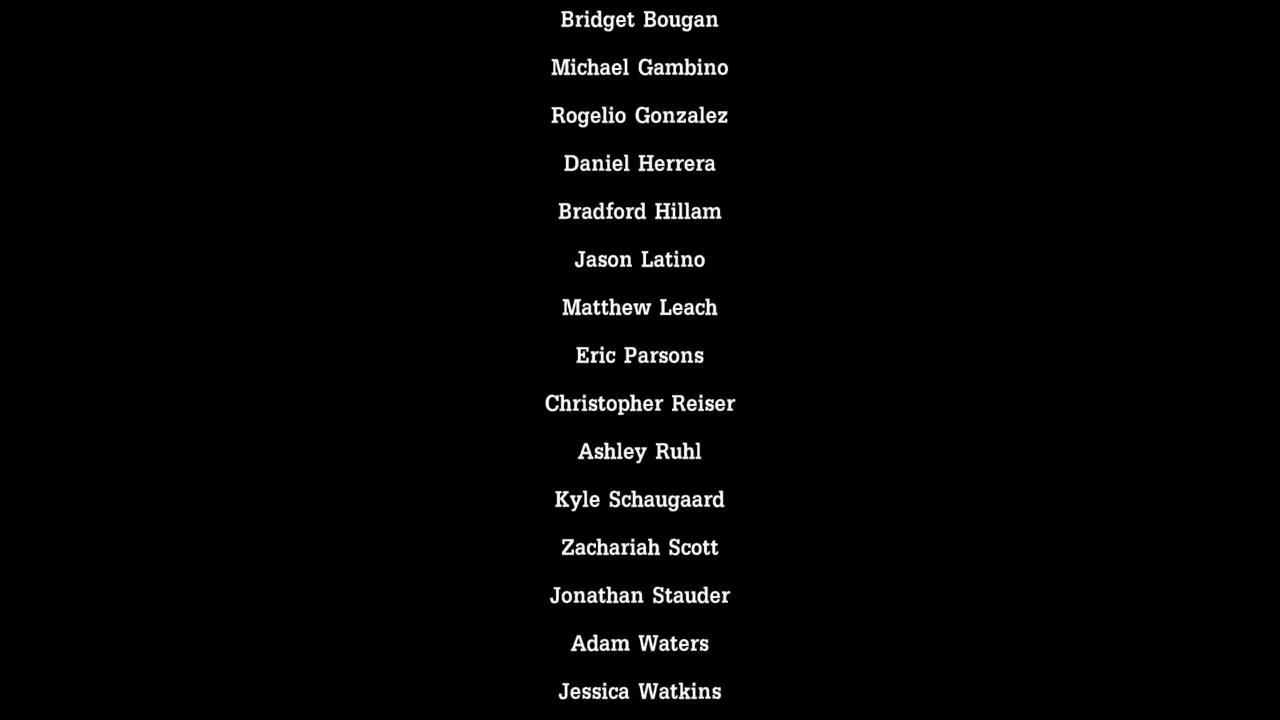 Bridget Bougan
Michael Gambino
Rogelio Gonzalez
Daniel Herrera
Bradford Hillam
Jason Latino
Matthew Leach
Eric Parsons
Christopher Reiser
Ashley Ruhl
Kyle Schaugaard
Zachariah Scott
Jonathan Stauder
Adam Waters
Jessica Watkins